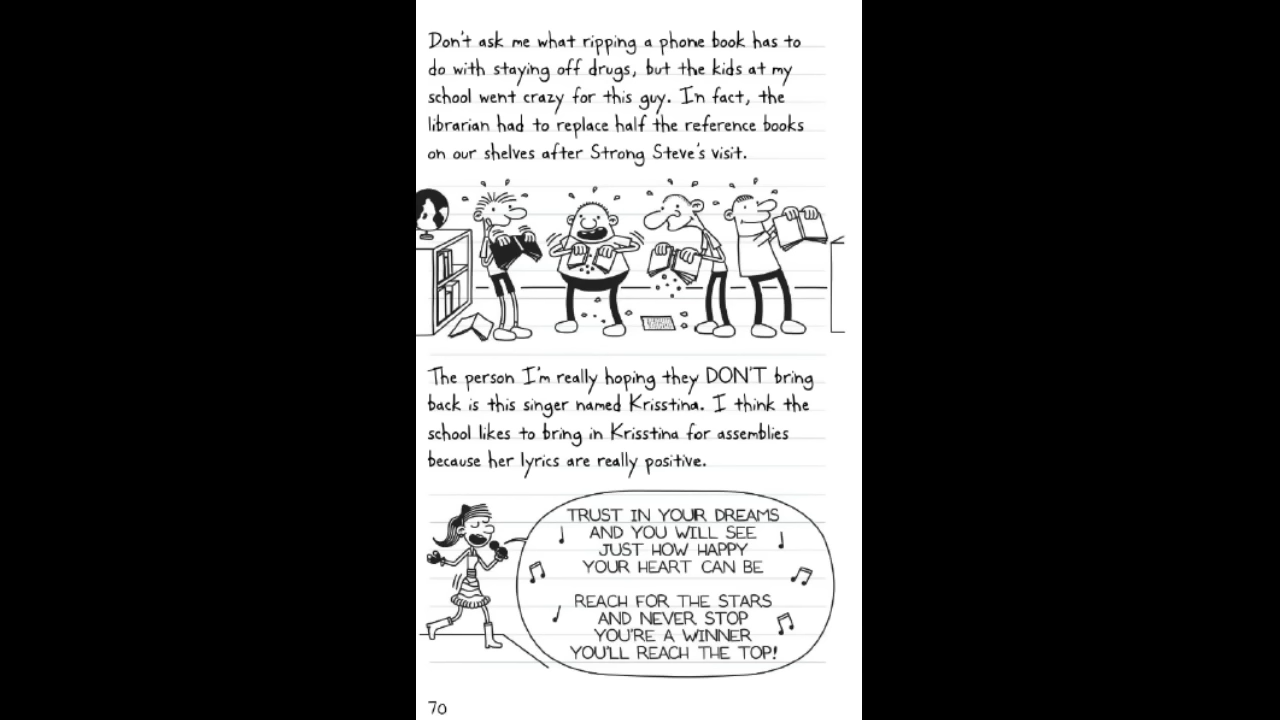 Don't ask me what ripping a phone book has to
do with staying off drugs, but the kids at my
school went crazy for this guy. In fact, the
librarian had to replace half the reference books
on our shelves after Strong Steve's visit.
The person I'm really hoping they DON'T bring
back is this singer named Krisstina. I think the
school likes to bring in Krisstina for assemblies
because her lyrics are really positive.
TRUST IN YOUR DREAMS
AND YOU WILL SEE
JUST HOW HAPPY
YOUR HEART CAN BE
REACH FOR THE STARS
AND NEVER STOP
YOU'RE A WINNER
YOU'LL REACH THE TOP!
70